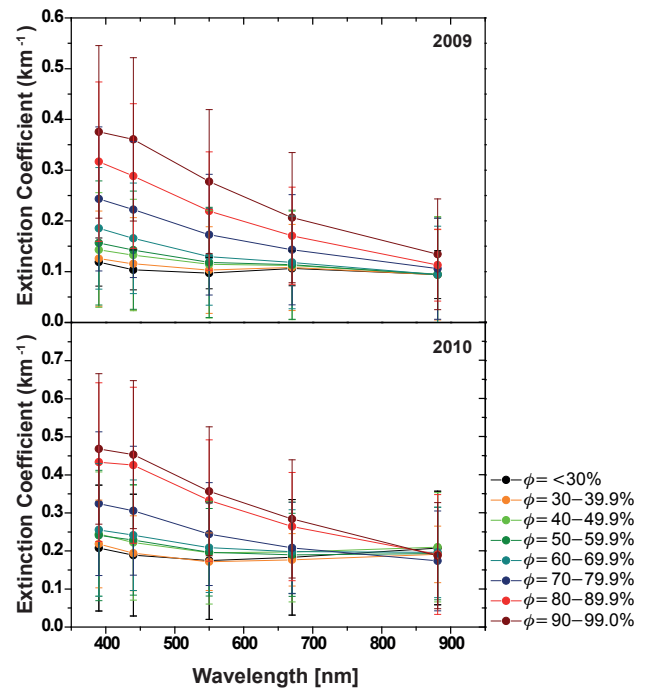 0.6
2009
0.5
0.4
0.3
0.2
0.1
0.0
Extinction Coefficient (km⁻¹)
2010
0.7
0.6
0.5
0.4
0.3
0.2
0.1
0.0
Extinction Coefficient (km⁻¹)
400 500 600 700 800 900
Wavelength [nm]
ϕ= <30%
ϕ= 30–39.9%
ϕ= 40–49.9%
ϕ= 50–59.9%
ϕ= 60–69.9%
ϕ= 70–79.9%
ϕ= 80–89.9%
ϕ= 90–99.0%